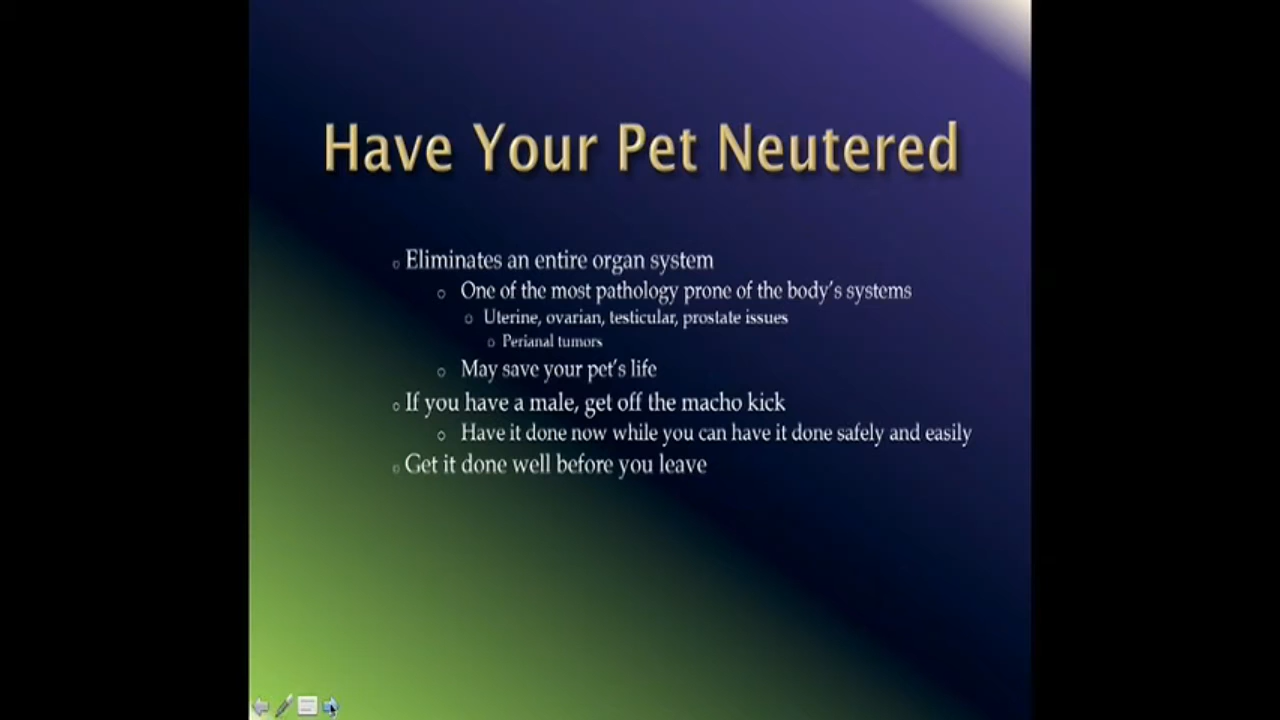 Have Your Pet Neutered
Eliminates an entire organ system
One of the most pathology prone of the body's systems
Uterine, ovarian, testicular, prostate issues
Perianal tumors
May save your pet's life
If you have a male, get off the macho kick
Have it done now while you can have it done safely and easily
Get it done well before you leave